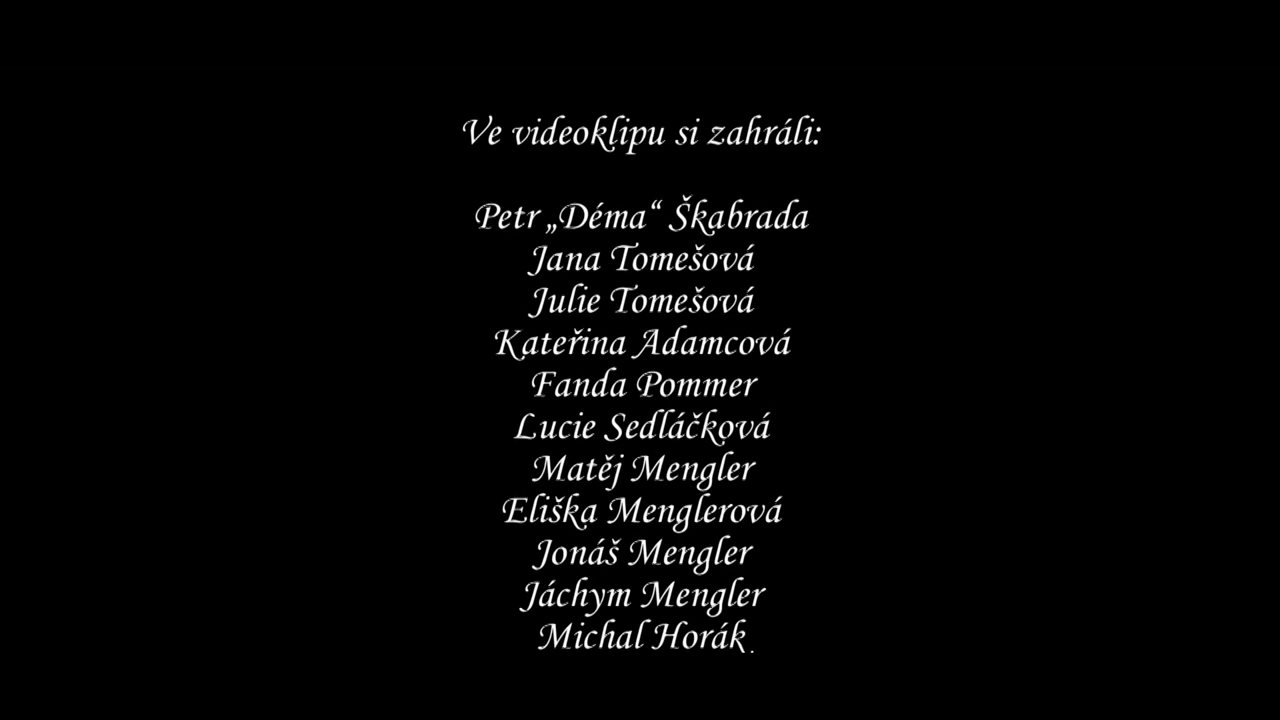 Ve videoklipu si zahráli:
Petr „Déma“ Škabrada
Jana Tomešová
Julie Tomešová
Kateřina Adamcová
Fanda Pommer
Lucie Sedláčková
Matěj Mengler
Eliška Menglerová
Jonáš Mengler
Jáchym Mengler
Michal Horák